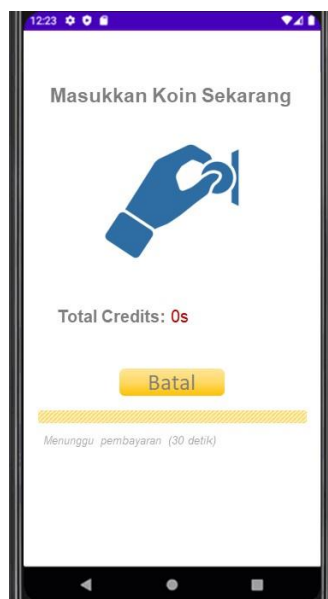 12:23
Masukkan Koin Sekarang
Total Credits: 0s
Batal
Menunggu pembayaran (30 detik)